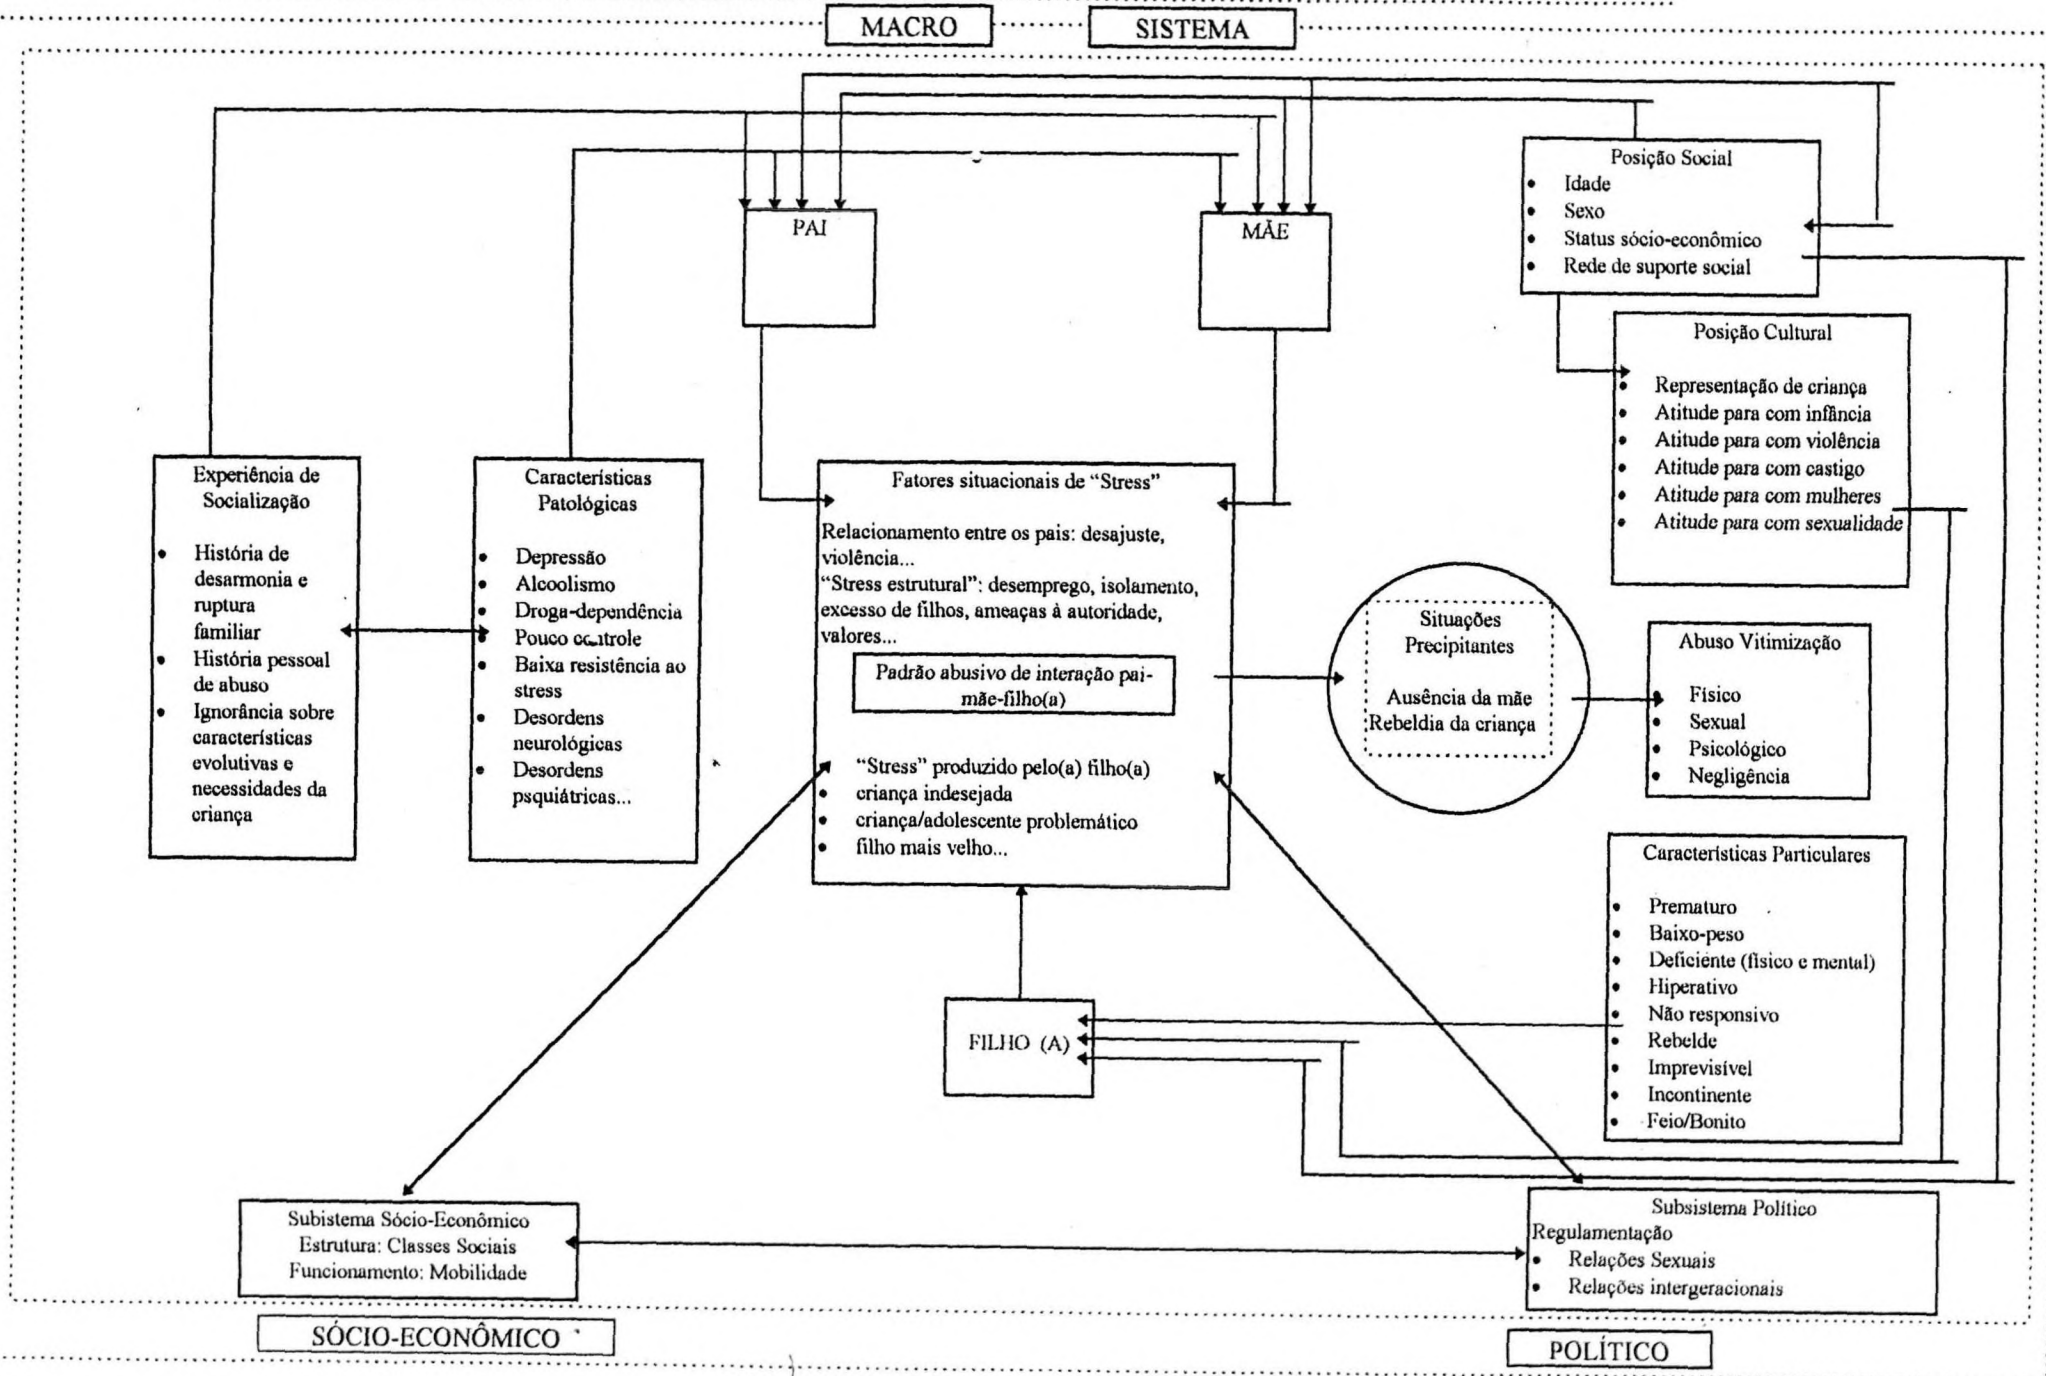 MACRO
SISTEMA
Posição Social
• Idade
• Sexo
• Status sócio-econômico
• Rede de suporte social
PAI
MÃE
Posição Cultural
• Representação de criança
• Atitude para com infância
• Atitude para com violência
• Atitude para com castigo
• Atitude para com mulheres
• Atitude para com sexualidade
Experiência de
Socialização
• História de
desarmonia e
ruptura
familiar
• História pessoal
de abuso
• Ignorância sobre
características
evolutivas e
necessidades da
criança
Características
Patológicas
• Depressão
• Alcoolismo
• Droga-dependência
• Pouco controle
• Baixa resistência ao
stress
• Desordens
neurológicas
• Desordens
psquiátricas...
Fatores situacionais de “Stress”
Relacionamento entre os pais: desajuste,
violência...
“Stress estrutural”: desemprego, isolamento,
excesso de filhos, ameaças à autoridade,
valores...
Padrão abusivo de interação pai-
mãe-filho(a)
“Stress” produzido pelo(a) filho(a)
• criança indesejada
• criança/adolescente problemático
• filho mais velho...
Situações
Precipitantes
Ausência da mãe
Rebeldia da criança
Abuso Vitimização
• Físico
• Sexual
• Psicológico
• Negligência
Características Particulares
• Prematuro
• Baixo-peso
• Deficiente (físico e mental)
• Hiperativo
• Não responsivo
• Rebelde
• Imprevisível
• Incontinente
• Feio/Bonito
FILHO (A)
Subistema Sócio-Econômico
Estrutura: Classes Sociais
Funcionamento: Mobilidade
Subsistema Político
Regulamentação
• Relações Sexuais
• Relações intergeracionais
SÓCIO-ECONÔMICO
POLÍTICO